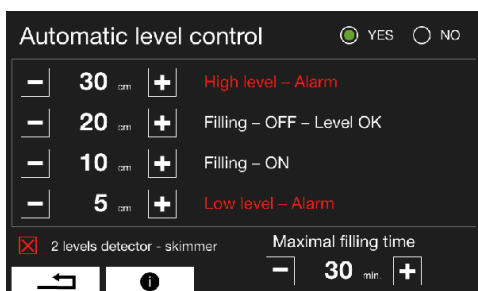 Automatic level control YES NO
− 30 cm + High level – Alarm
− 20 cm + Filling – OFF – Level OK
− 10 cm + Filling – ON
− 5 cm + Low level – Alarm
2 levels detector - skimmer Maximal filling time
− 30 min. +